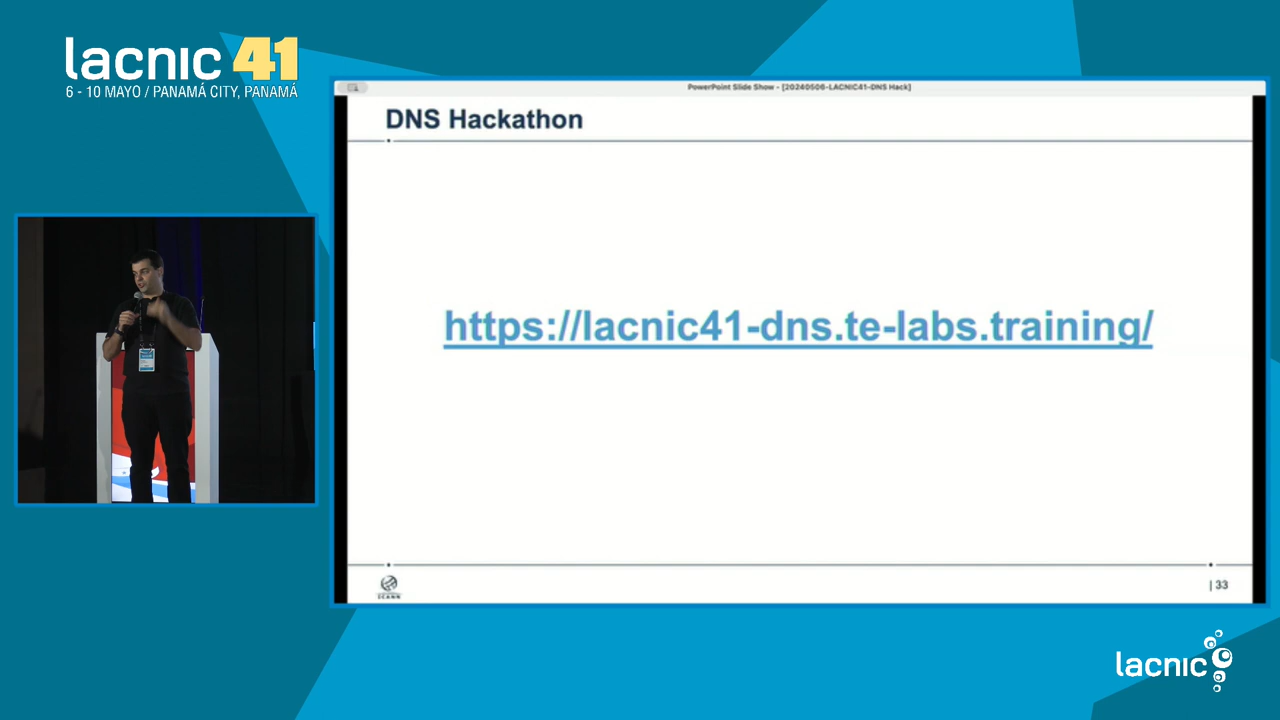 lacnic 41
6 - 10 MAYO / PANAMÁ CITY, PANAMÁ
PowerPoint Slide Show - [20240506-LACNIC41-DNS Hack]
DNS Hackathon
https://lacnic41-dns.te-labs.training/
ICANN
| 33
lacnic